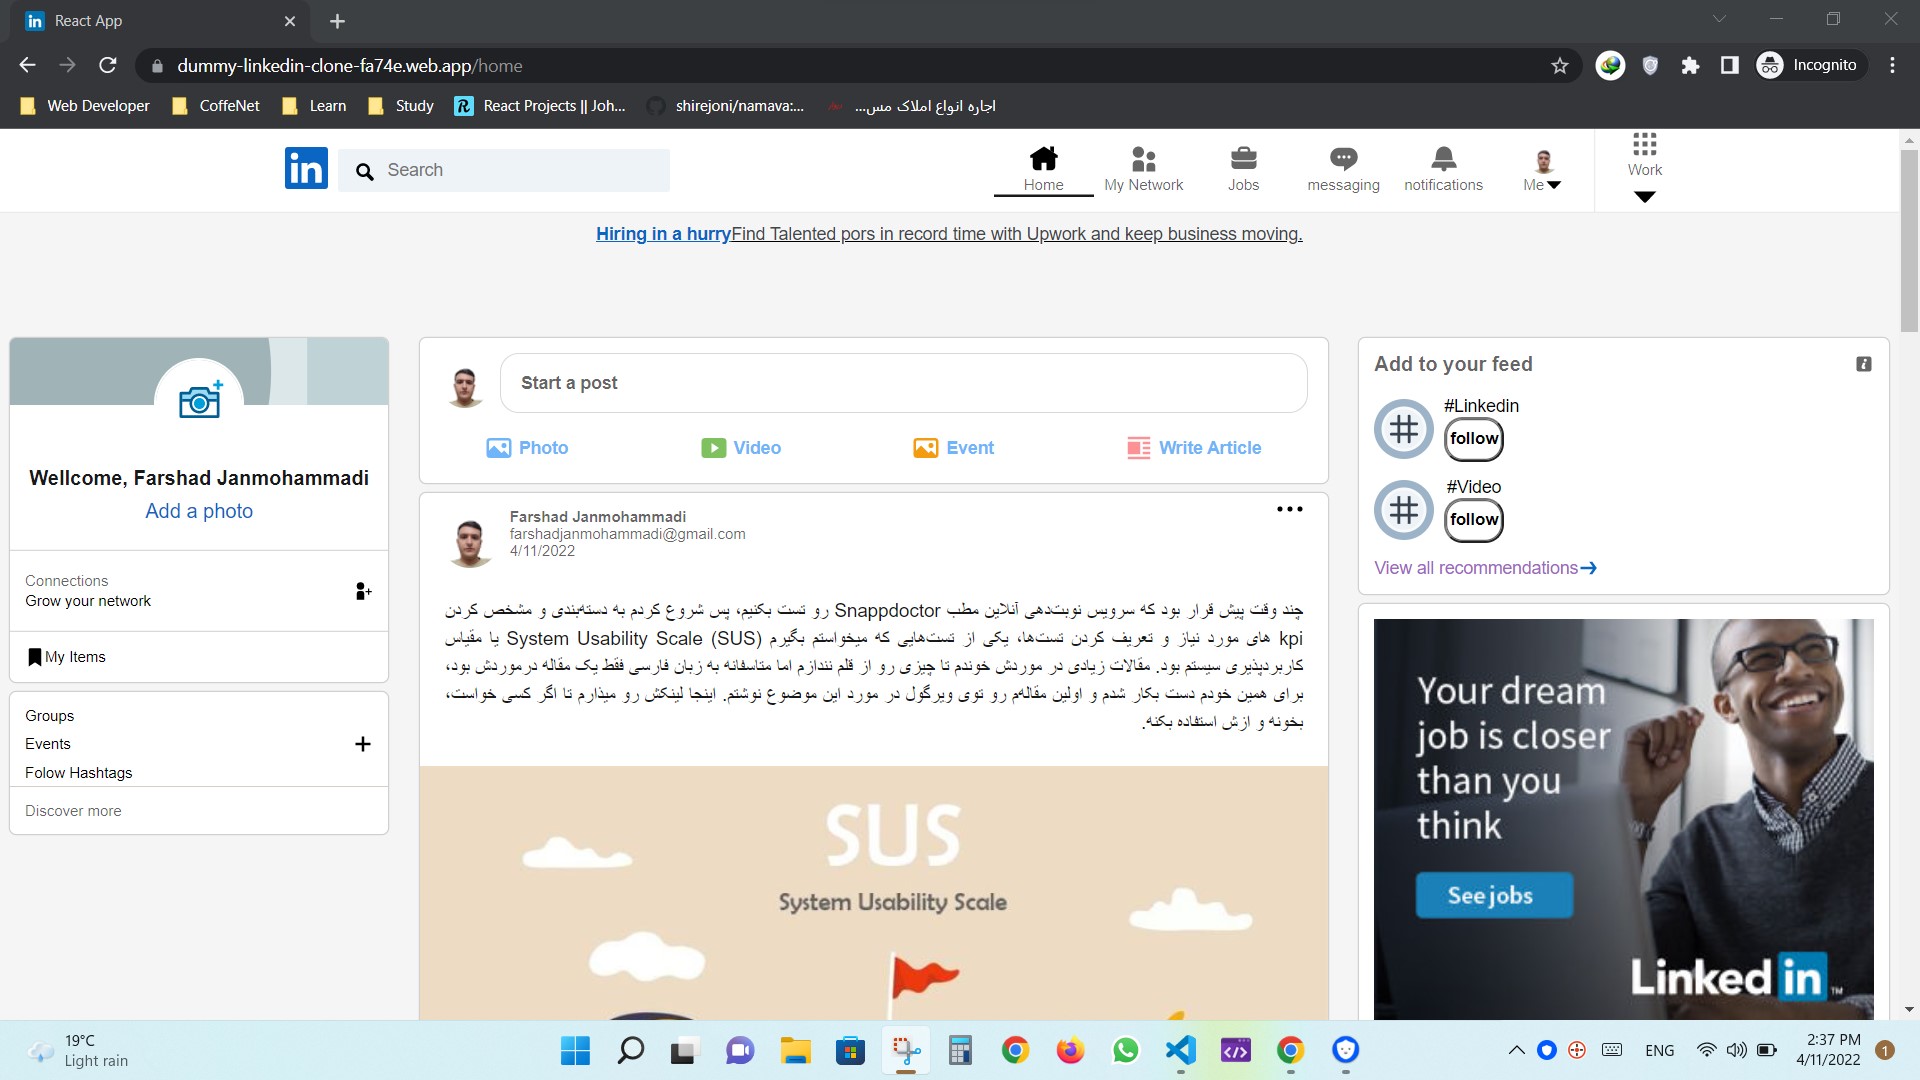 React App
dummy-linkedin-clone-fa74e.web.app/home
Incognito
Web Developer
CoffeNet
Learn
Study
React Projects || Joh...
shirejoni/namava:...
اجاره انواع املاک مس...
in
Search
Home
My Network
Jobs
messaging
notifications
Me
Work
Hiring in a hurryFind Talented pors in record time with Upwork and keep business moving.
Wellcome, Farshad Janmohammadi
Add a photo
Connections
Grow your network
My Items
Groups
Events
Folow Hashtags
Discover more
Start a post
Photo
Video
Event
Write Article
Farshad Janmohammadi
farshadjanmohammadi@gmail.com
4/11/2022
چند وقت پیش قرار بود که سرویس نوبت‌دهی آنلاین مطب Snappdoctor رو تست بکنیم، پس شروع کردم به دسته‌بندی و مشخص کردن
kpi های مورد نیاز و تعریف کردن تست‌ها، یکی از تست‌هایی که میخواستم بگیرم System Usability Scale (SUS) یا مقیاس
کاربردپذیری سیستم بود. مقالات زیادی در موردش خوندم تا چیزی رو از قلم نندازم اما متاسفانه به زبان فارسی فقط یک مقاله درموردش بود،
برای همین خودم دست بکار شدم و اولین مقاله‌م رو توی ویرگول در مورد این موضوع نوشتم. اینجا لینکش رو میذارم تا اگر کسی خواست،
بخونه و ازش استفاده بکنه.
SUS
System Usability Scale
Add to your feed
#Linkedin
follow
#Video
follow
View all recommendations
Your dream
job is closer
than you
think
See jobs
Linked in TM
19°C
Light rain
ENG
2:37 PM
4/11/2022
1